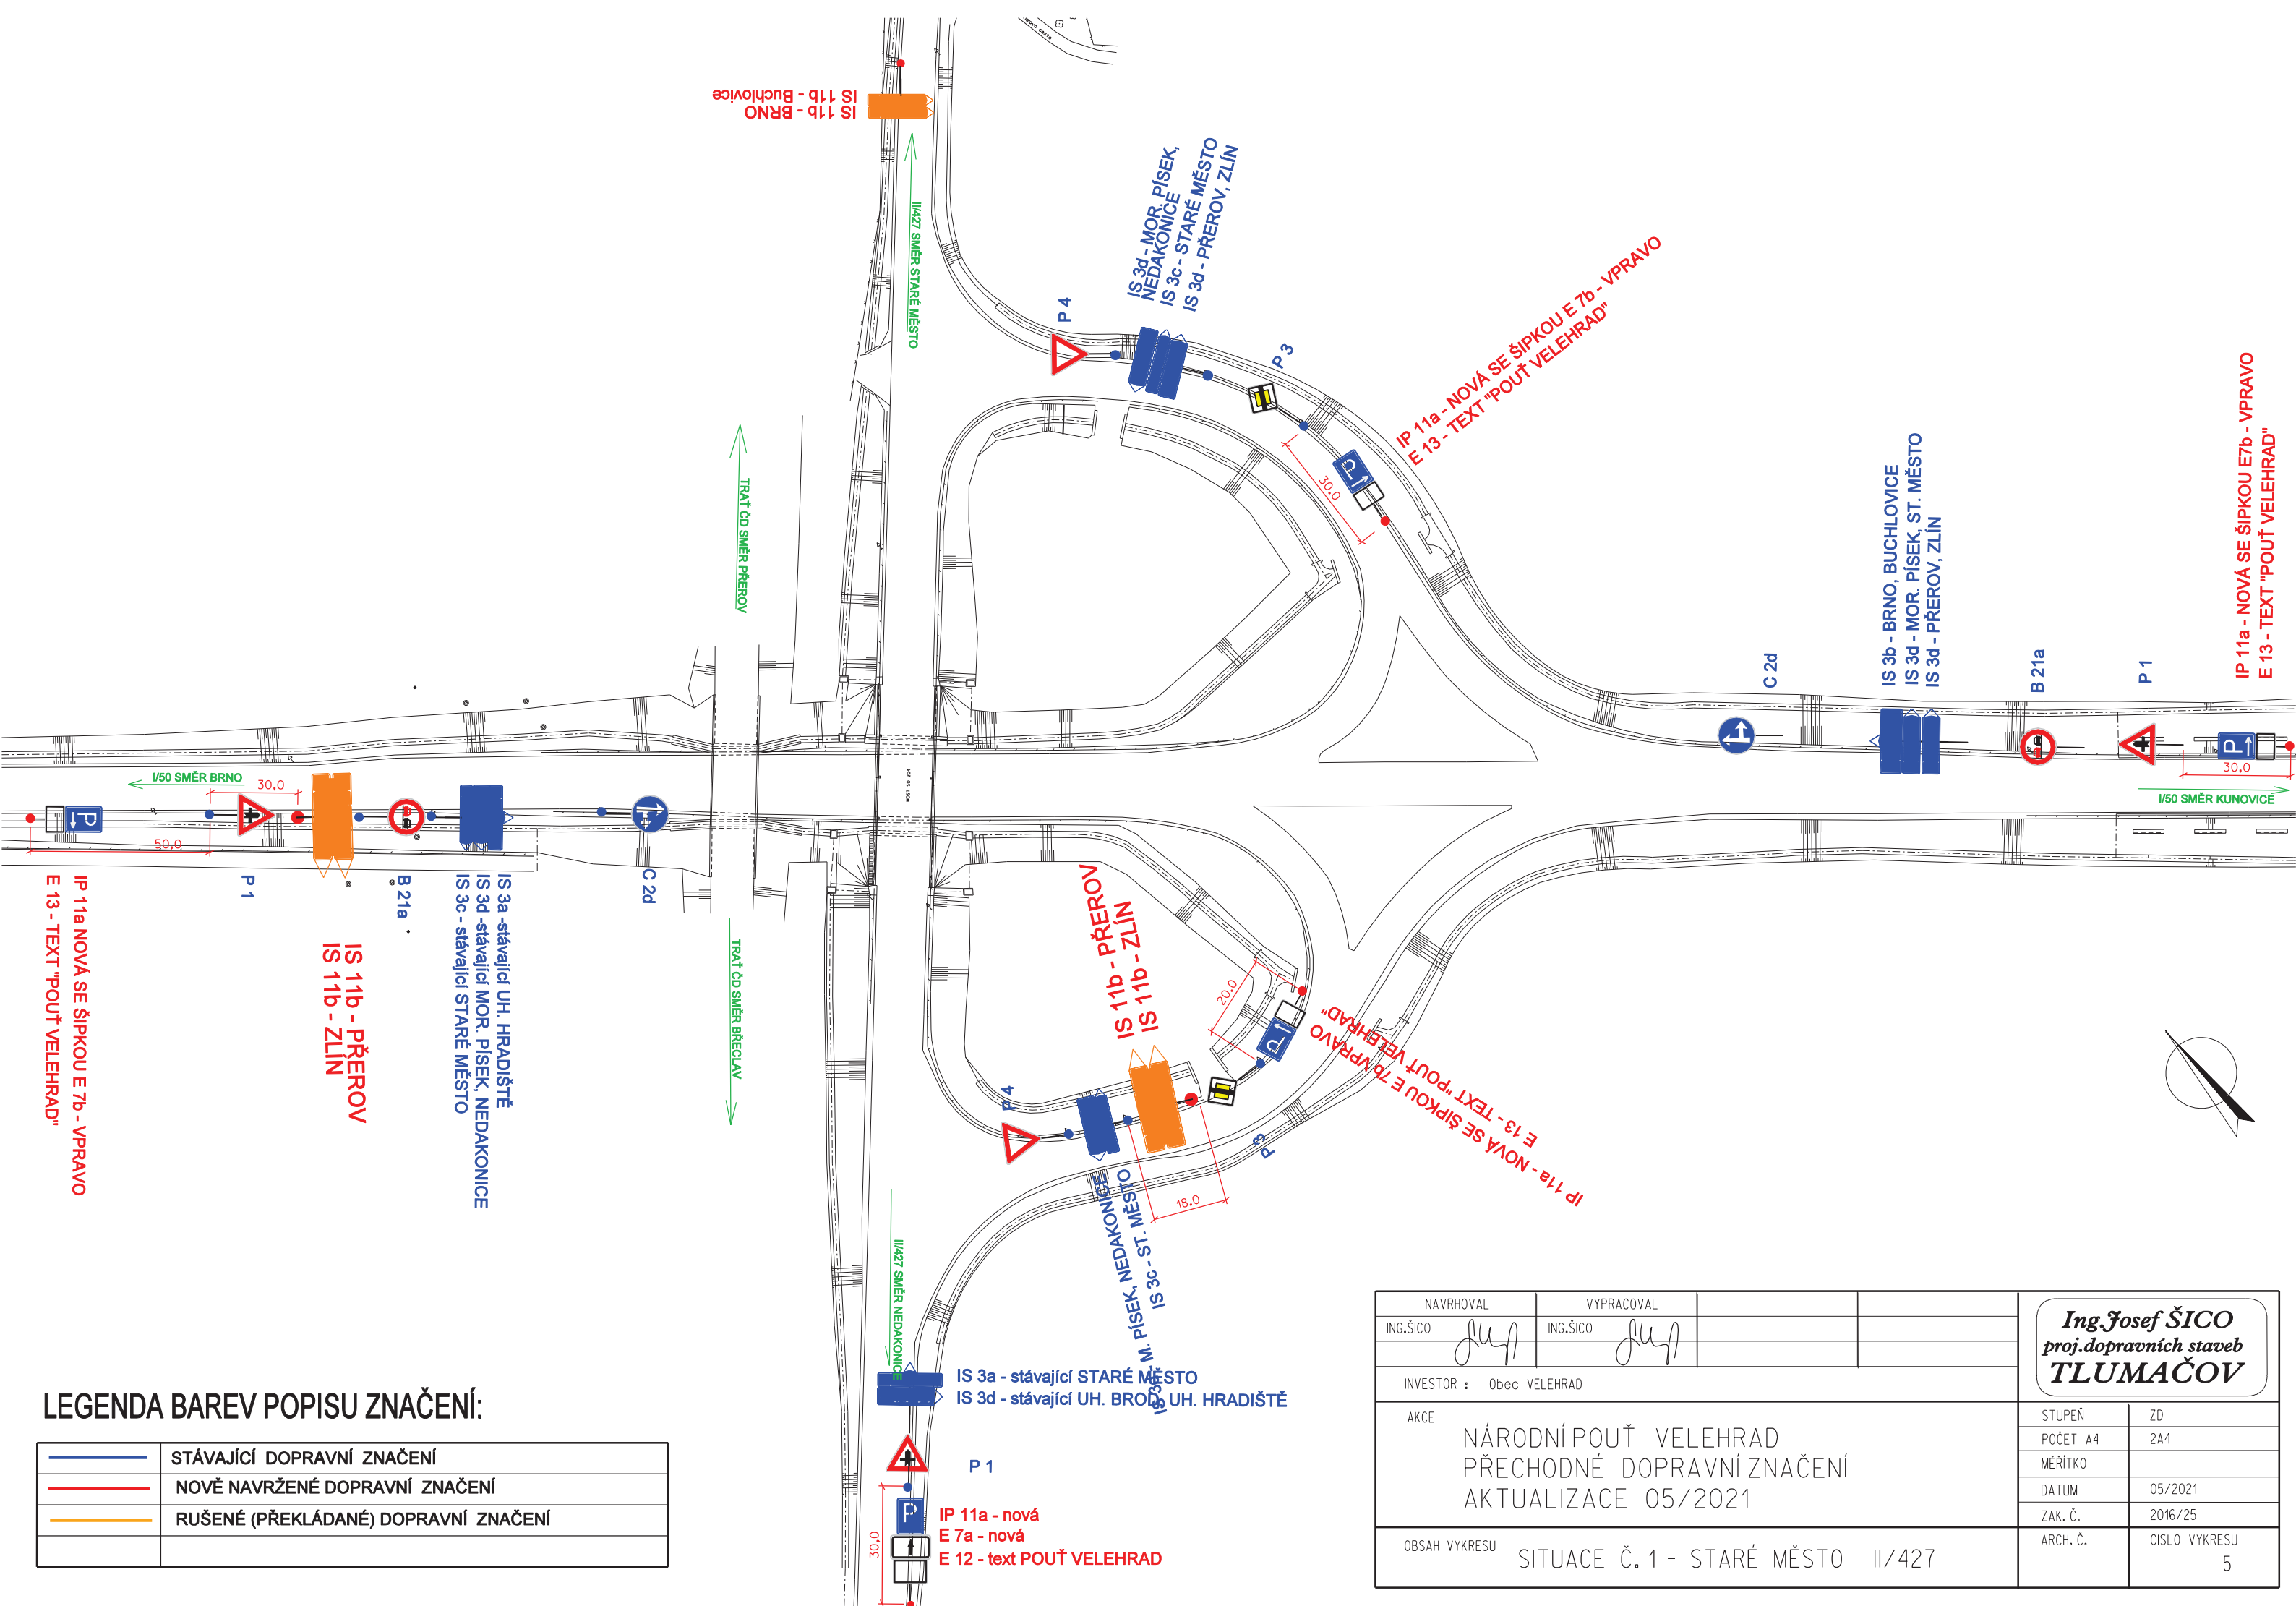 IS 11b - BRNO
IS 11b - Buchlovice
II/427 SMĚR STARÉ MĚSTO
P 4
IS 3d - MOR. PÍSEK,
NEDAKONICE
IS 3c - STARÉ MĚSTO
IS 3d - PŘEROV, ZLÍN
P 3
IP 11a - NOVÁ SE ŠIPKOU E 7b - VPRAVO
E 13 - TEXT "POUŤ VELEHRAD"
P
30.0
TRAŤ ČD SMĚR PŘEROV
C 2d
IS 3b - BRNO, BUCHLOVICE
IS 3d - MOR. PÍSEK, ST. MĚSTO
IS 3d - PŘEROV, ZLÍN
B 21a
P 1
IP 11a - NOVÁ SE ŠIPKOU E7b - VPRAVO
E 13 - TEXT "POUŤ VELEHRAD"
P
30,0
I/50 SMĚR KUNOVICE
I/50 SMĚR BRNO
30,0
50,0
P
IP 11a NOVÁ SE ŠIPKOU E 7b - VPRAVO
E 13 - TEXT "POUŤ VELEHRAD"
P 1
IS 11b - PŘEROV
IS 11b - ZLÍN
B 21a
IS 3a -stávající UH. HRADIŠTĚ
IS 3d -stávající MOR. PÍSEK, NEDAKONICE
IS 3c - stávající STARÉ MĚSTO
C 2d
TRAŤ ČD SMĚR BŘECLAV
IS 11b - PŘEROV
IS 11b - ZLÍN
20.0
P
IP 11a - NOVÁ SE ŠIPKOU E 7b VPRAVO
E 13 - TEXT "POUŤ VELEHRAD"
P 4
P 3
18.0
IS 3d - M. PÍSEK, NEDAKONICE
IS 3c - ST. MĚSTO
II/427 SMĚR NEDAKONICE
IS 3a - stávající STARÉ MĚSTO
IS 3d - stávající UH. BROD, UH. HRADIŠTĚ
P 1
P
30,0
IP 11a - nová
E 7a - nová
E 12 - text POUŤ VELEHRAD
LEGENDA BAREV POPISU ZNAČENÍ:
STÁVAJÍCÍ DOPRAVNÍ ZNAČENÍ
NOVĚ NAVRŽENÉ DOPRAVNÍ ZNAČENÍ
RUŠENÉ (PŘEKLÁDANÉ) DOPRAVNÍ ZNAČENÍ
NAVRHOVAL VYPRACOVAL
ING.ŠICO ING.ŠICO
INVESTOR : Obec VELEHRAD
Ing.Josef ŠICO
proj.dopravních staveb
TLUMAČOV
AKCE
NÁRODNÍ POUŤ VELEHRAD
PŘECHODNÉ DOPRAVNÍ ZNAČENÍ
AKTUALIZACE 05/2021
STUPEŇ ZD
POČET A4 2A4
MĚŘÍTKO
DATUM 05/2021
ZAK. Č. 2016/25
ARCH. Č. CISLO VYKRESU
5
OBSAH VYKRESU SITUACE Č. 1 - STARÉ MĚSTO II/427